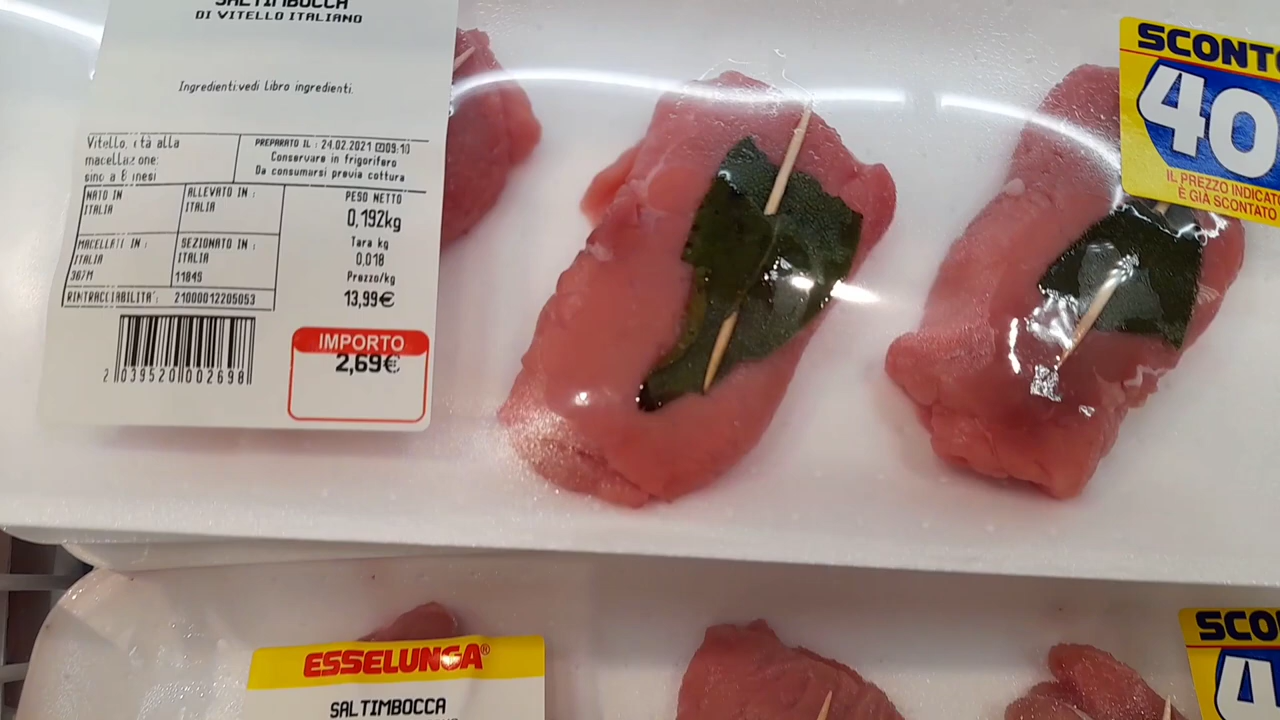 SALTIMBOCCA
DI VITELLO ITALIANO
Ingredienti:vedi Libro ingredienti.
Vitello, età alla
macellazione:
sino a 8 mesi
PREPARATO IL : 24.02.2021 09:10
Conservare in frigorifero
Da consumarsi previa cottura
NATO IN
ITALIA
ALLEVATO IN :
ITALIA
MACELLATO IN :
ITALIA
367M
SEZIONATO IN :
ITALIA
1184S
RINTRACCIABILITA': 21000012205053
PESO NETTO
0,192kg
Tara kg
0,018
Prezzo/kg
13,99€
IMPORTO
2,69€
2 039520 002698
SCONTO
40
IL PREZZO INDICATO
È GIÀ SCONTATO
ESSELUNGA®
SALTIMBOCCA
SCO
4